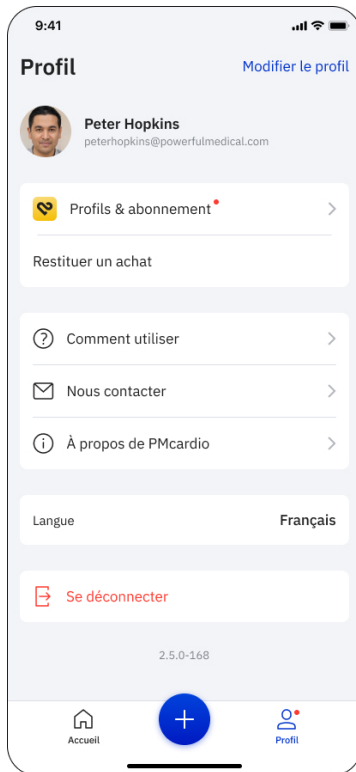 9:41
Profil
Modifier le profil
Peter Hopkins
peterhopkins@powerfulmedical.com
Profils & abonnement
Restituer un achat
Comment utiliser
Nous contacter
À propos de PMcardio
Langue
Français
Se déconnecter
2.5.0-168
Accueil
Profil